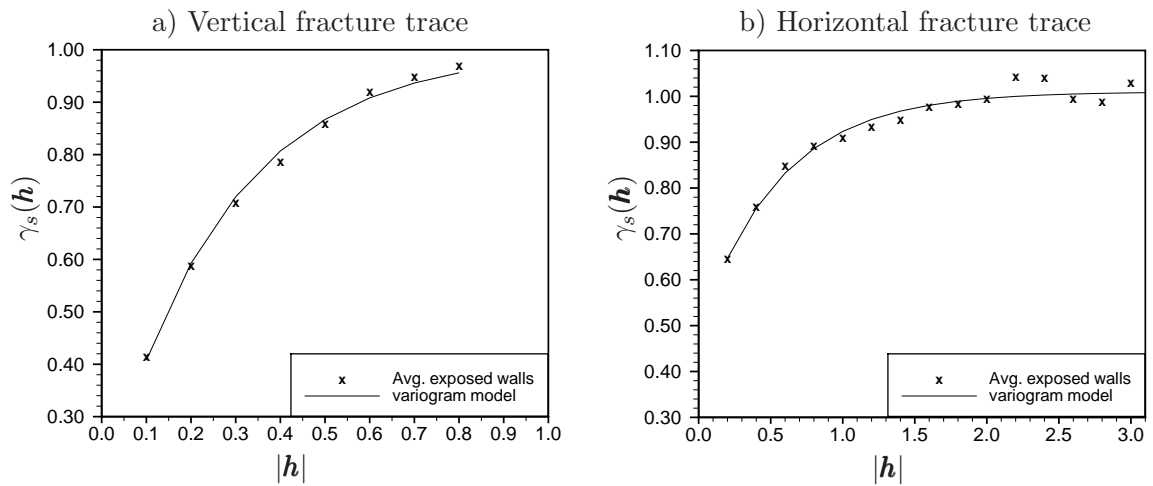 a) Vertical fracture trace
1.00
0.90
0.80
0.70
0.60
0.50
0.40
0.30
γs(h)
0.0 0.1 0.2 0.3 0.4 0.5 0.6 0.7 0.8 0.9 1.0
|h|
x Avg. exposed walls
variogram model
b) Horizontal fracture trace
1.10
1.00
0.90
0.80
0.70
0.60
0.50
0.40
0.30
γs(h)
0.0 0.5 1.0 1.5 2.0 2.5 3.0
|h|
x Avg. exposed walls
variogram model